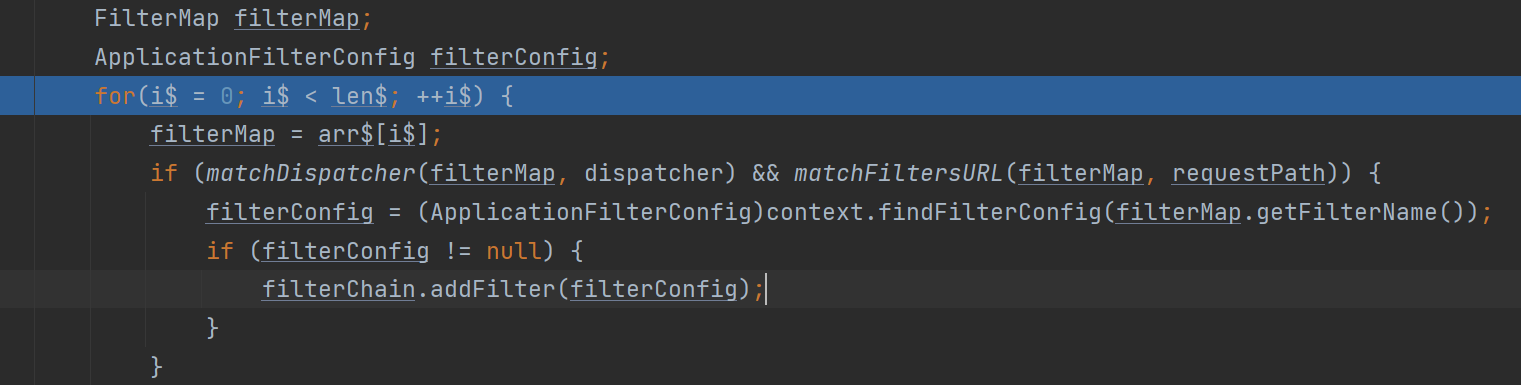 FilterMap filterMap;
ApplicationFilterConfig filterConfig;
for(i$ = 0; i$ < len$; ++i$) {
filterMap = arr$[i$];
if (matchDispatcher(filterMap, dispatcher) && matchFiltersURL(filterMap, requestPath)) {
filterConfig = (ApplicationFilterConfig)context.findFilterConfig(filterMap.getFilterName());
if (filterConfig != null) {
filterChain.addFilter(filterConfig);
}
}